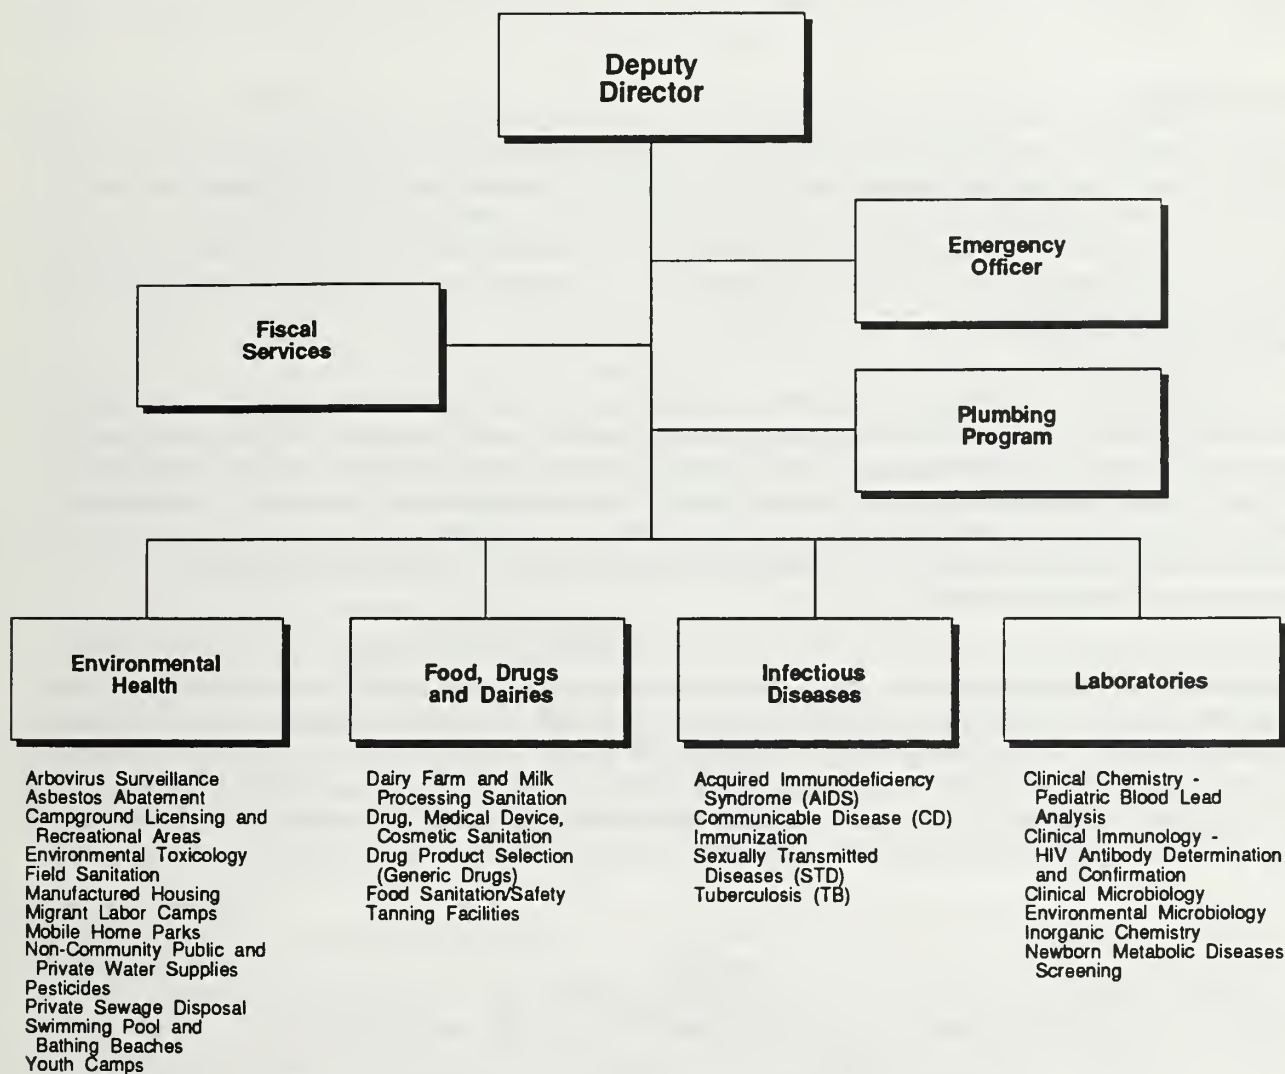 Deputy
Director
Emergency
Officer
Fiscal
Services
Plumbing
Program
Environmental
Health
Food, Drugs
and Dairies
Infectious
Diseases
Laboratories
Arbovirus Surveillance
Asbestos Abatement
Campground Licensing and
Recreational Areas
Environmental Toxicology
Field Sanitation
Manufactured Housing
Migrant Labor Camps
Mobile Home Parks
Non-Community Public and
Private Water Supplies
Pesticides
Private Sewage Disposal
Swimming Pool and
Bathing Beaches
Youth Camps
Dairy Farm and Milk
Processing Sanitation
Drug, Medical Device,
Cosmetic Sanitation
Drug Product Selection
(Generic Drugs)
Food Sanitation/Safety
Tanning Facilities
Acquired Immunodeficiency
Syndrome (AIDS)
Communicable Disease (CD)
Immunization
Sexually Transmitted
Diseases (STD)
Tuberculosis (TB)
Clinical Chemistry -
Pediatric Blood Lead
Analysis
Clinical Immunology -
HIV Antibody Determination
and Confirmation
Clinical Microbiology
Environmental Microbiology
Inorganic Chemistry
Newborn Metabolic Diseases
Screening